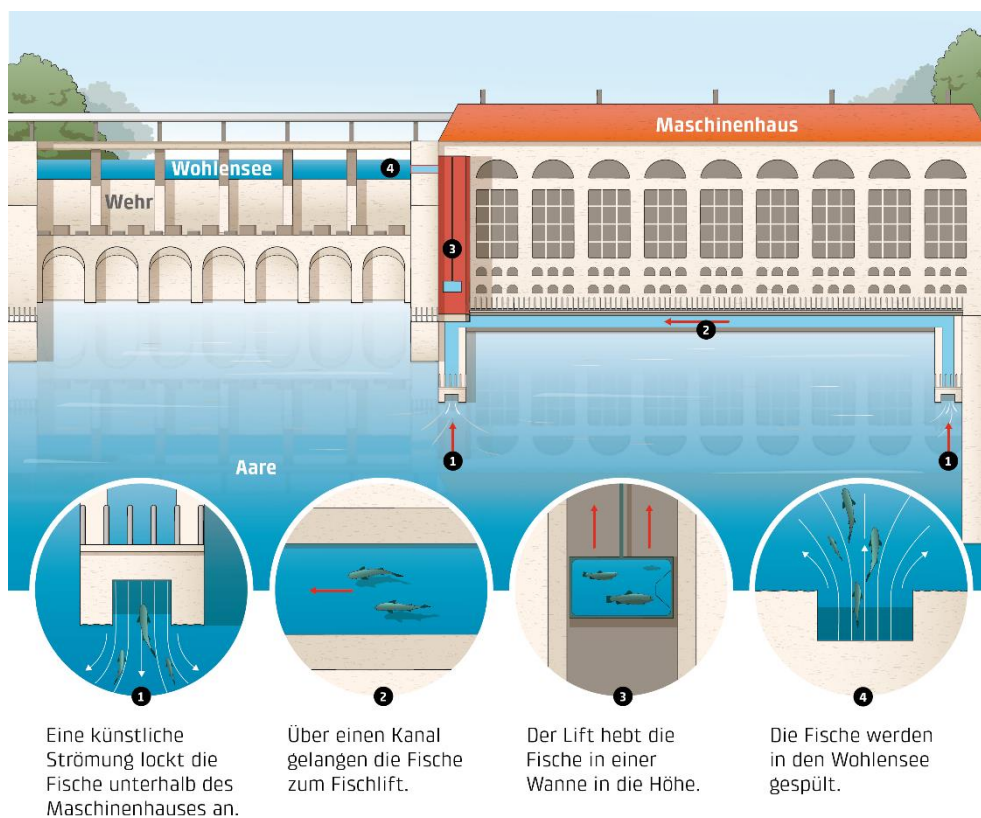 Maschinenhaus
Wohlensee
4
Wehr
3
2
1
1
Aare
1
2
3
4
Eine künstliche
Strömung lockt die
Fische unterhalb des
Maschinenhauses an.
Über einen Kanal
gelangen die Fische
zum Fischlift.
Der Lift hebt die
Fische in einer
Wanne in die Höhe.
Die Fische werden
in den Wohlensee
gespült.